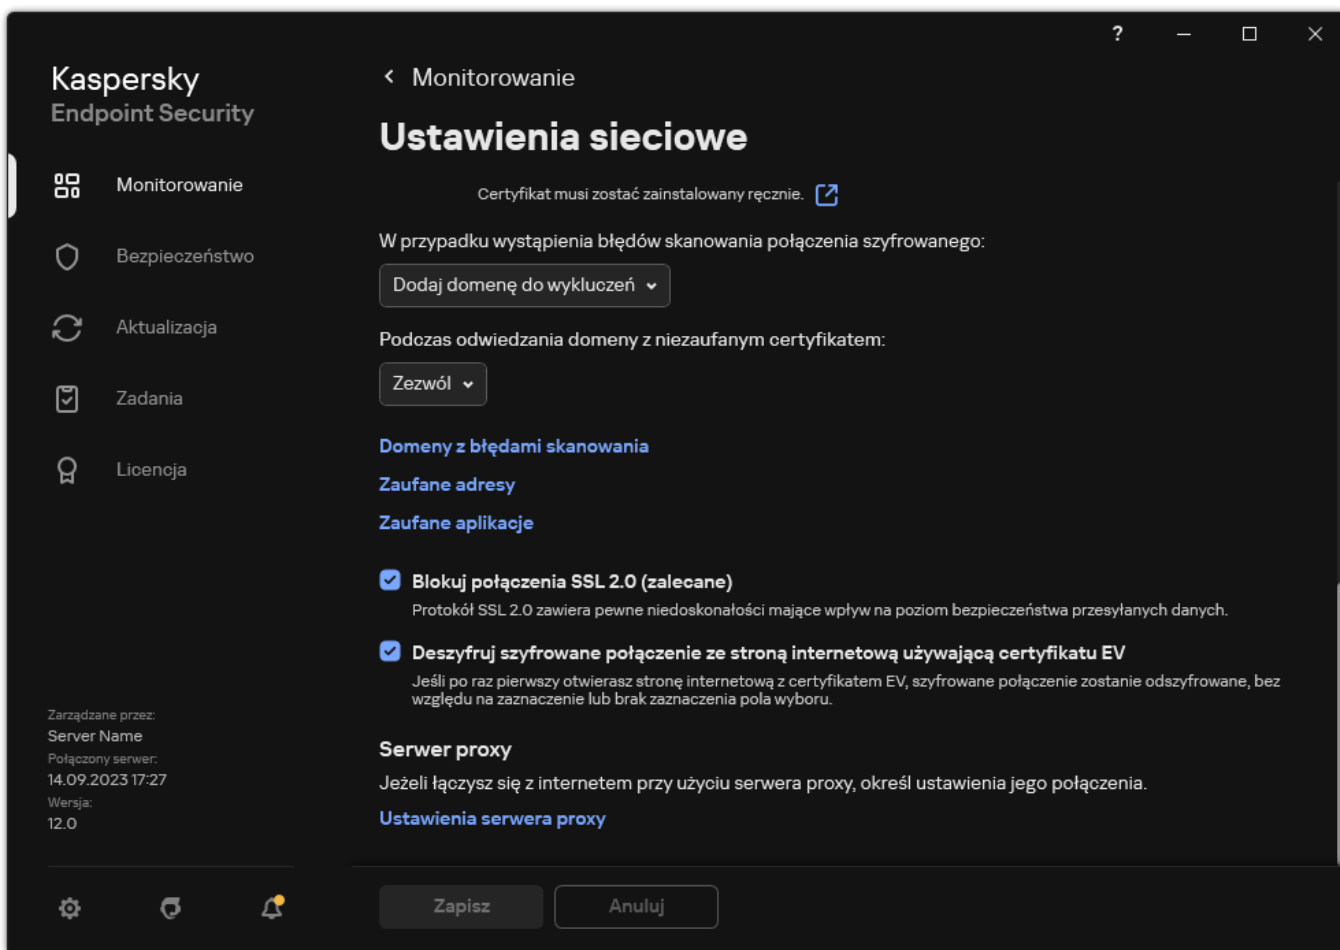 ?
Kaspersky
Endpoint Security
Monitorowanie
Bezpieczeństwo
Aktualizacja
Zadania
Licencja
Zarządzane przez:
Server Name
Połączony serwer:
14.09.2023 17:27
Wersja:
12.0
Monitorowanie
Ustawienia sieciowe
Certyfikat musi zostać zainstalowany ręcznie.
W przypadku wystąpienia błędów skanowania połączenia szyfrowanego:
Dodaj domenę do wykluczeń
Podczas odwiedzania domeny z niezaufanym certyfikatem:
Zezwól
Domeny z błędami skanowania
Zaufane adresy
Zaufane aplikacje
Blokuj połączenia SSL 2.0 (zalecane)
Protokół SSL 2.0 zawiera pewne niedoskonałości mające wpływ na poziom bezpieczeństwa przesyłanych danych.
Deszyfruj szyfrowane połączenie ze stroną internetową używającą certyfikatu EV
Jeśli po raz pierwszy otwierasz stronę internetową z certyfikatem EV, szyfrowane połączenie zostanie odszyfrowane, bez
względu na zaznaczenie lub brak zaznaczenia pola wyboru.
Serwer proxy
Jeżeli łączysz się z internetem przy użyciu serwera proxy, określ ustawienia jego połączenia.
Ustawienia serwera proxy
Zapisz
Anuluj